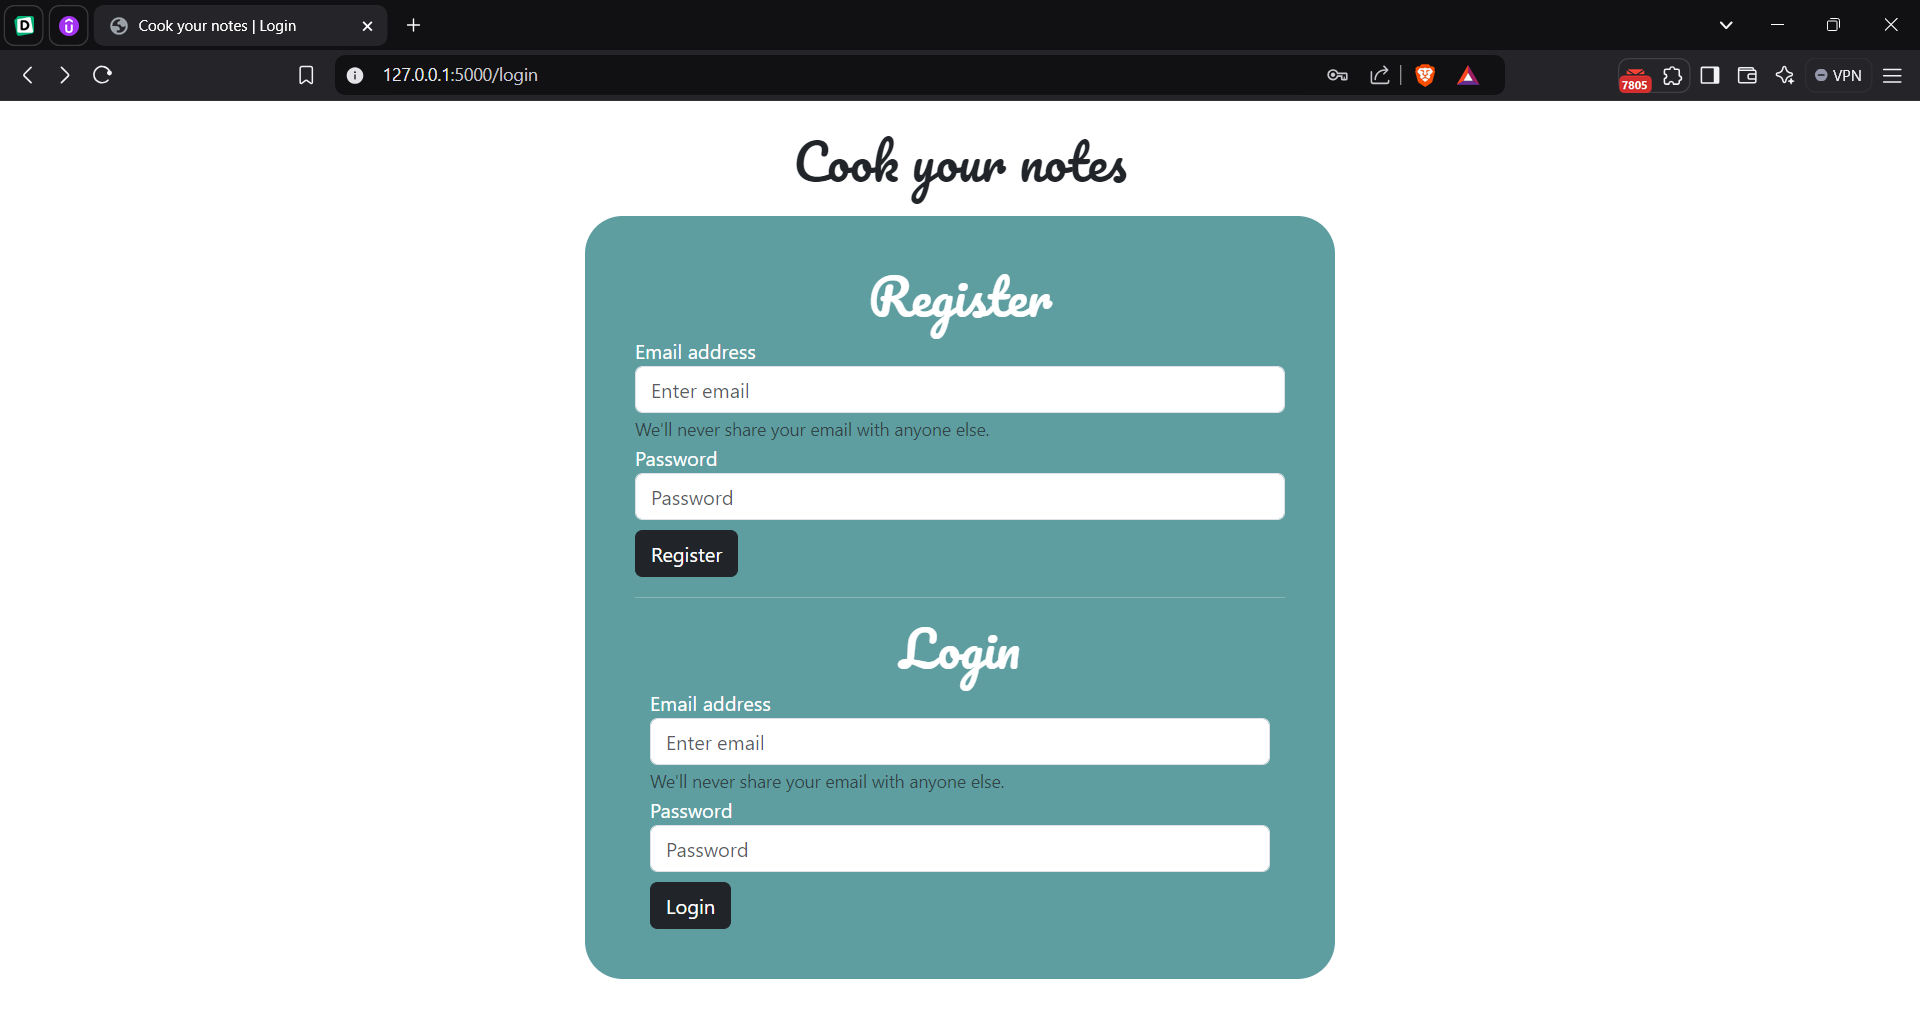 Cook your notes | Login
127.0.0.1:5000/login
7805
VPN
Cook your notes
Register
Email address
Enter email
We'll never share your email with anyone else.
Password
Password
Register
Login
Email address
Enter email
We'll never share your email with anyone else.
Password
Password
Login